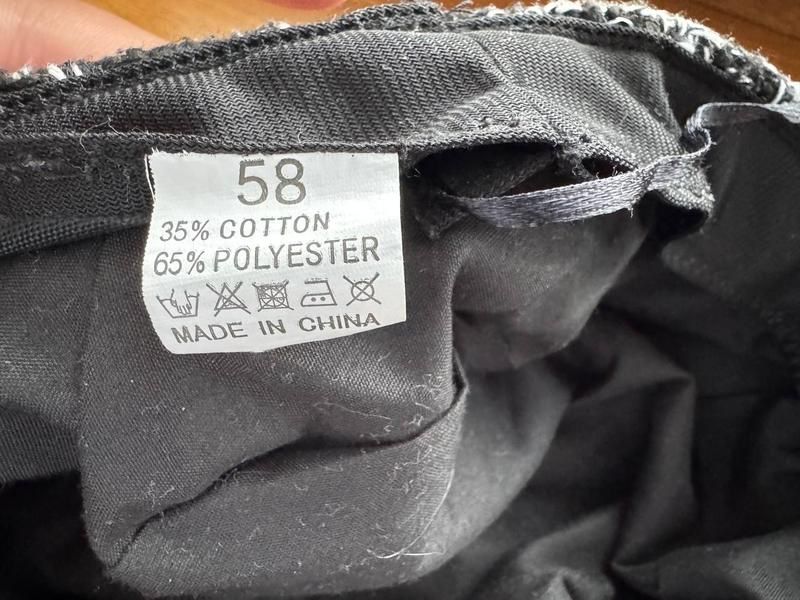 58
35% COTTON
65% POLYESTER
MADE IN CHINA